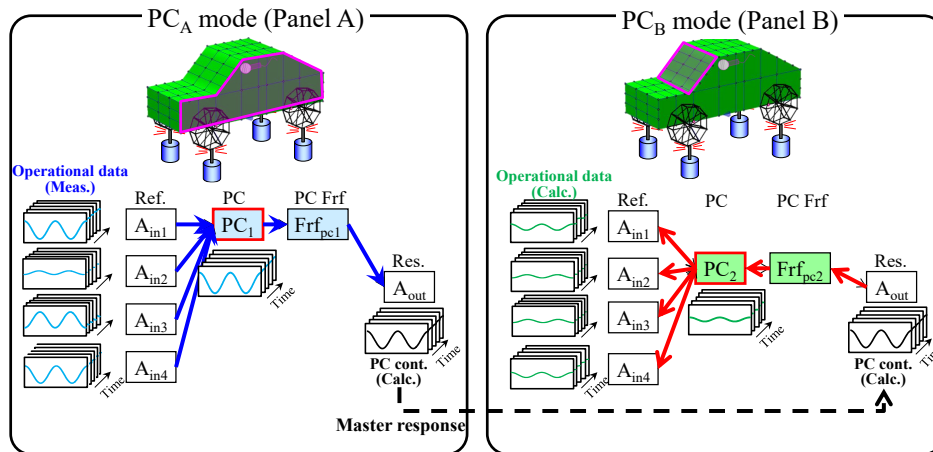 PC_A mode (Panel A)
Operational data
(Meas.)
Ref.
PC
PC Frf
A_in1
PC_1
Frf_pc1
A_in2
A_in3
A_in4
Time
Time
Res.
A_out
Time
PC cont.
(Calc.)
Master response
PC_B mode (Panel B)
Operational data
(Calc.)
Ref.
PC
PC Frf
A_in1
A_in2
PC_2
Frf_pc2
A_in3
A_in4
Time
Time
Res.
A_out
Time
PC cont.
(Calc.)